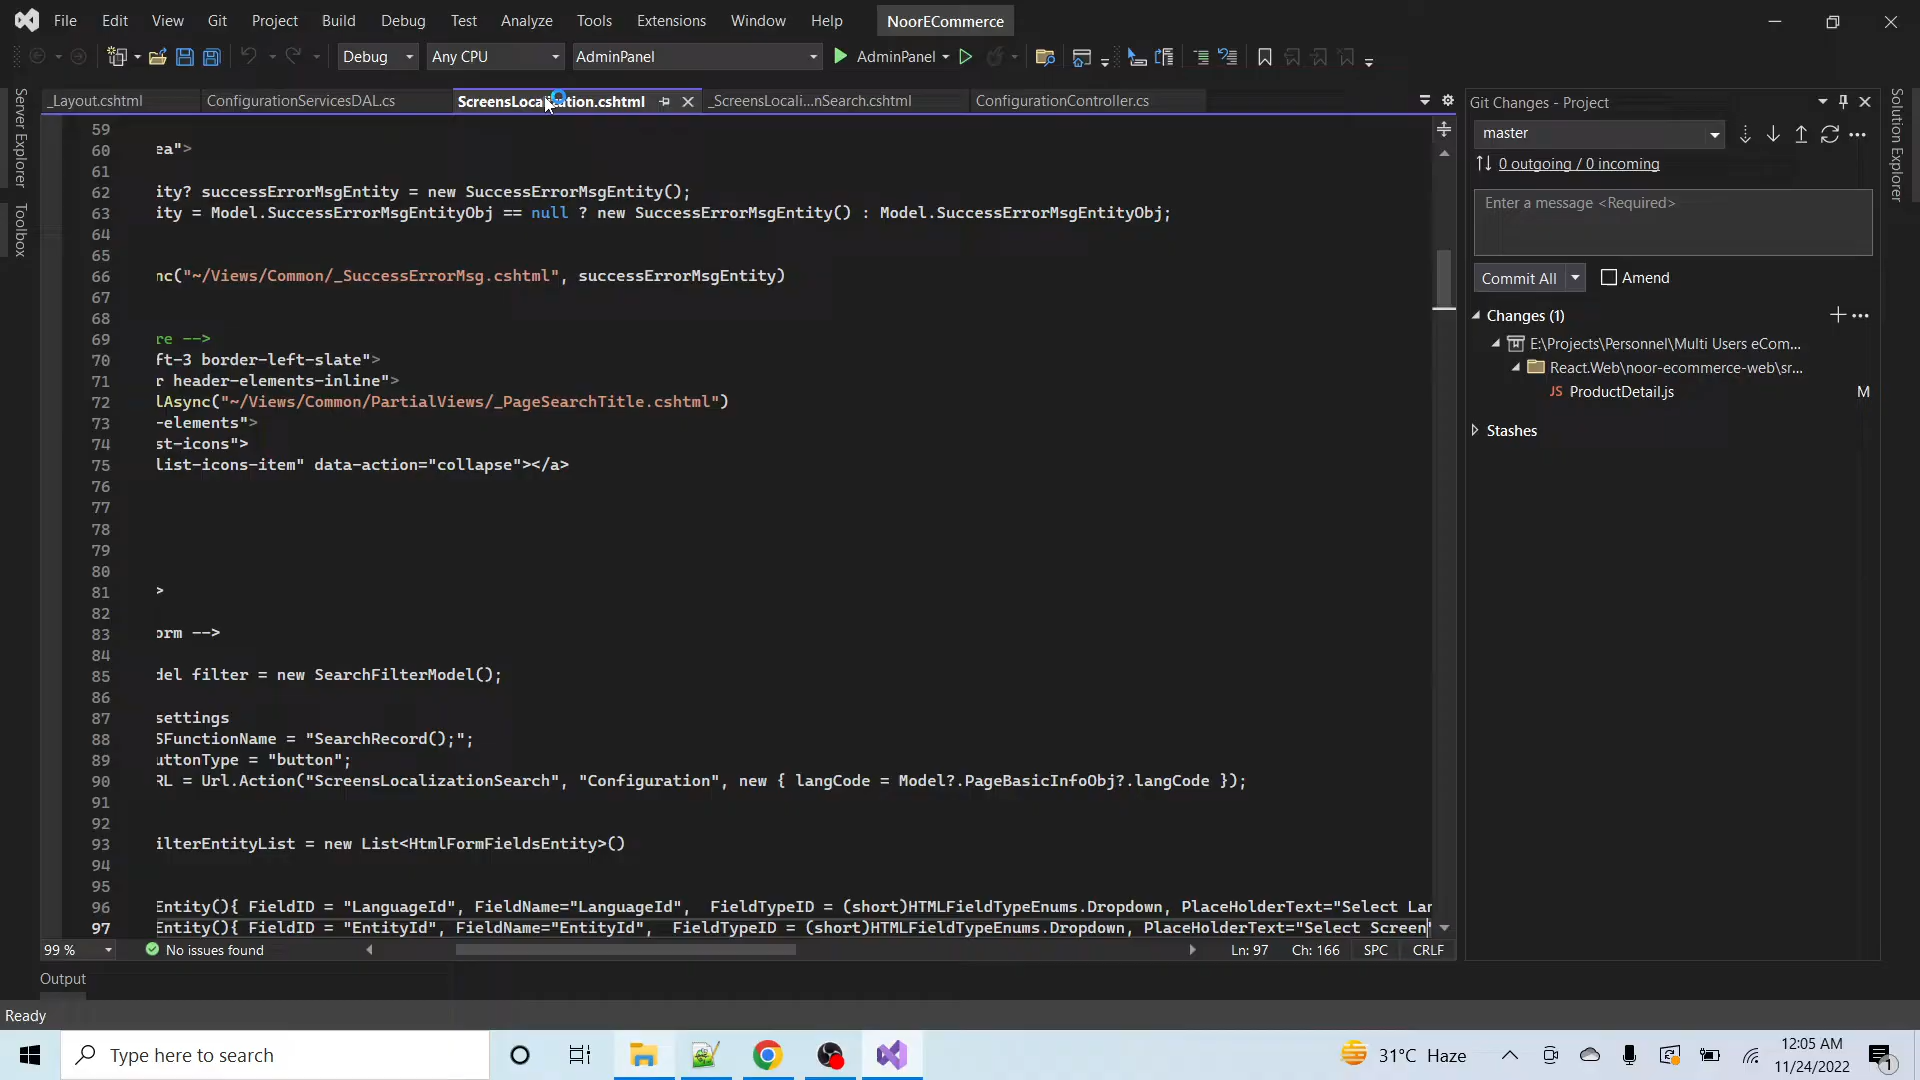 File Edit View Git Project Build Debug Test Analyze Tools Extensions Window Help NoorECommerce
Debug Any CPU AdminPanel AdminPanel
Server Explorer
Toolbox
_Layout.cshtml ConfigurationServicesDAL.cs ScreensLocalization.cshtml _ScreensLocali...nSearch.cshtml ConfigurationController.cs
59
60 ea">
61
62 ity? successErrorMsgEntity = new SuccessErrorMsgEntity();
63 ity = Model.SuccessErrorMsgEntityObj == null ? new SuccessErrorMsgEntity() : Model.SuccessErrorMsgEntityObj;
64
65
66 nc("~/Views/Common/_SuccessErrorMsg.cshtml", successErrorMsgEntity)
67
68
69 re -->
70 ft-3 border-left-slate">
71 r header-elements-inline">
72 lAsync("~/Views/Common/PartialViews/_PageSearchTitle.cshtml")
73 -elements">
74 st-icons">
75 list-icons-item" data-action="collapse"></a>
76
77
78
79
80
81 >
82
83 orm -->
84
85 del filter = new SearchFilterModel();
86
87 settings
88 SFunctionName = "SearchRecord();";
89 uttonType = "button";
90 RL = Url.Action("ScreensLocalizationSearch", "Configuration", new { langCode = Model?.PageBasicInfoObj?.langCode });
91
92
93 ilterEntityList = new List<HtmlFormFieldsEntity>()
94
95
96 Entity(){ FieldID = "LanguageId", FieldName="LanguageId", FieldTypeID = (short)HTMLFieldTypeEnums.Dropdown, PlaceHolderText="Select Lan
97 Entity(){ FieldID = "EntityId", FieldName="EntityId", FieldTypeID = (short)HTMLFieldTypeEnums.Dropdown, PlaceHolderText="Select Screen"
99 % No issues found Ln: 97 Ch: 166 SPC CRLF
Output
Ready
Git Changes - Project
master
0 outgoing / 0 incoming
Enter a message <Required>
Commit All Amend
Changes (1)
E:\Projects\Personnel\Multi Users eCom...
React.Web\noor-ecommerce-web\sr...
JS ProductDetail.js M
Stashes
Solution Explorer
Type here to search
31°C Haze
12:05 AM
11/24/2022
1